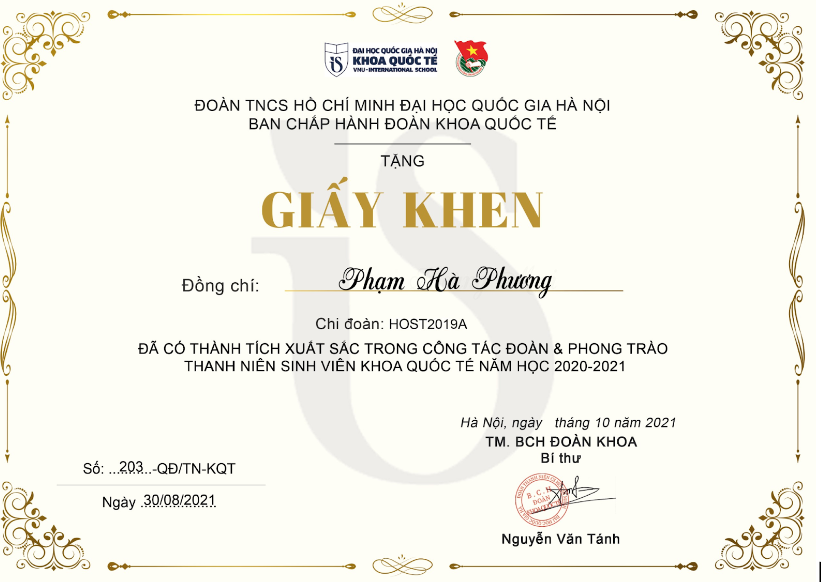 ĐẠI HỌC QUỐC GIA HÀ NỘI
KHOA QUỐC TẾ
VNU-INTERNATIONAL SCHOOL
ĐOÀN TNCS HỒ CHÍ MINH ĐẠI HỌC QUỐC GIA HÀ NỘI
BAN CHẤP HÀNH ĐOÀN KHOA QUỐC TẾ
TẶNG
GIẤY KHEN
Đồng chí: Phạm Hà Phương
Chi đoàn: HOST2019A
ĐÃ CÓ THÀNH TÍCH XUẤT SẮC TRONG CÔNG TÁC ĐOÀN & PHONG TRÀO
THANH NIÊN SINH VIÊN KHOA QUỐC TẾ NĂM HỌC 2020-2021
Hà Nội, ngày tháng 10 năm 2021
TM. BCH ĐOÀN KHOA
Bí thư
B.C.H
ĐOÀN
Nguyễn Văn Tánh
Số: ...203...-QĐ/TN-KQT
Ngày 30/08/2021